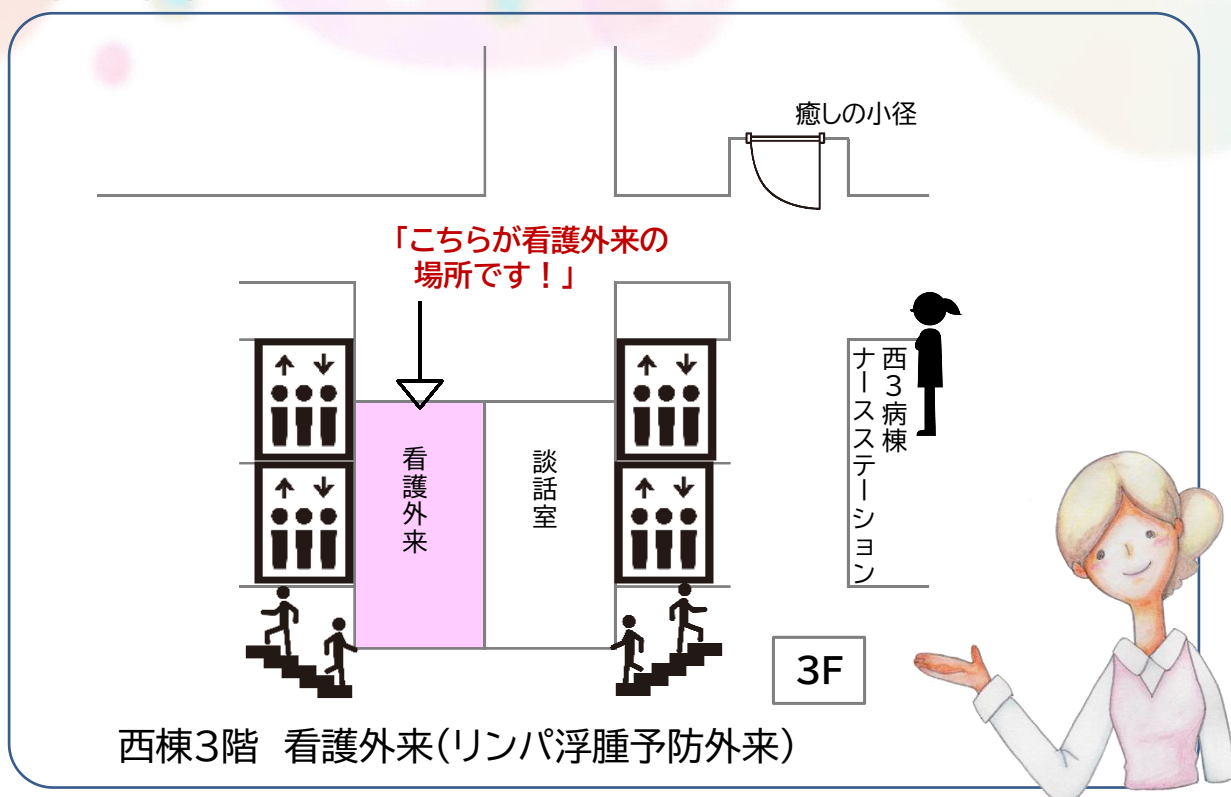 癒しの小径
「こちらが看護外来の
場所です！」
西3病棟
ナースステーション
看護外来
談話室
3F
西棟3階 看護外来(リンパ浮腫予防外来)